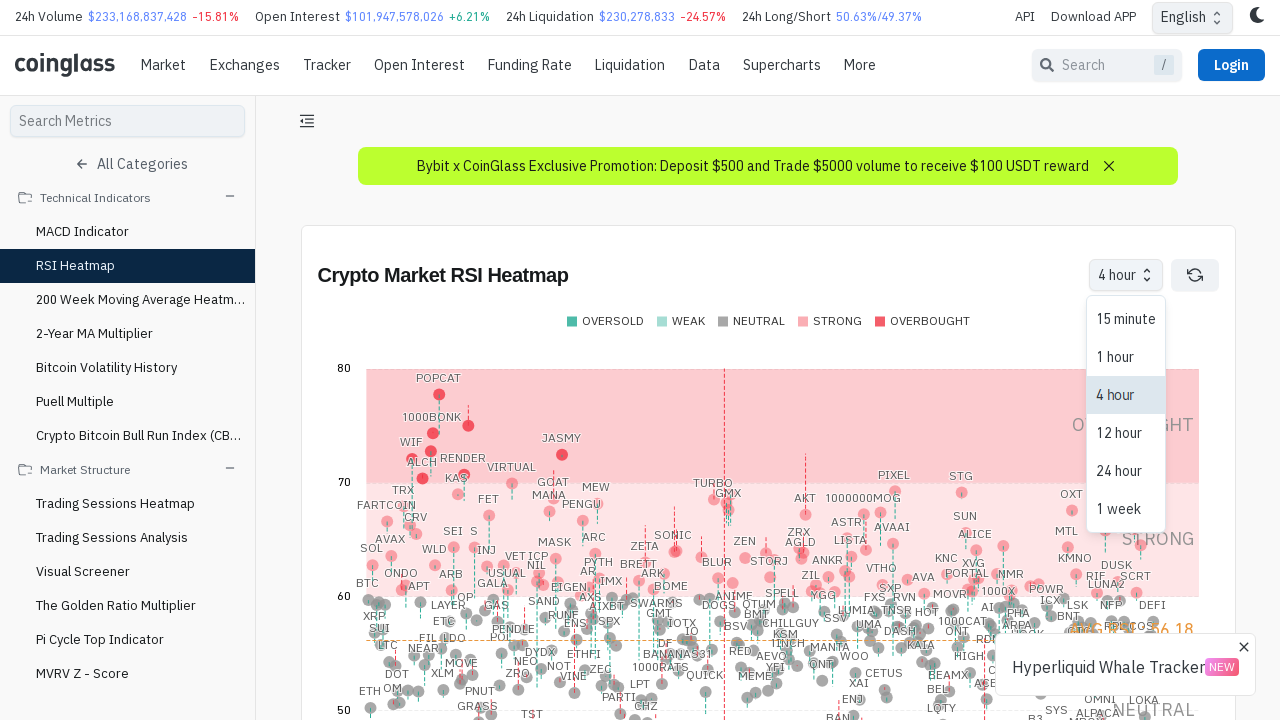 24h Volume $233,168,837,428 -15.81% Open Interest $101,947,578,026 +6.21% 24h Liquidation $230,278,833 -24.57% 24h Long/Short 50.63%/49.37% API Download APP English
coinglass Market Exchanges Tracker Open Interest Funding Rate Liquidation Data Supercharts More Search / Login
Search Metrics
All Categories
Technical Indicators
MACD Indicator
RSI Heatmap
200 Week Moving Average Heatm...
2-Year MA Multiplier
Bitcoin Volatility History
Puell Multiple
Crypto Bitcoin Bull Run Index (CB...
Market Structure
Trading Sessions Heatmap
Trading Sessions Analysis
Visual Screener
The Golden Ratio Multiplier
Pi Cycle Top Indicator
MVRV Z - Score
Bybit x CoinGlass Exclusive Promotion: Deposit $500 and Trade $5000 volume to receive $100 USDT reward
Crypto Market RSI Heatmap
4 hour
15 minute
1 hour
4 hour
12 hour
24 hour
1 week
OVERSOLD WEAK NEUTRAL STRONG OVERBOUGHT
80
POPCAT
1000BONK
WIF JASMY
ALCH RENDER
VIRTUAL
70
KAS GOAT TURBO PIXEL STG
TRX FET MANA MEW GMX AKT 1000000MOG OXT
FARTCOIN PENGU
CRV ASTR SUN
AVAX SEI S SONIC ZRX AVAAI MTL
SOL WLD INJ MASK ARC ZETA ZEN AGLD LISTA ALICE STRONG
ONDO VET ICP PYTH BRETT BLUR STORJ ANKR KNC KMNO
BTC APT ARB USUAL NIL AR IMX ARK ZIL VTHO PORTAL XVG NMR DUSK
GALA EIGEN BOME AVA RIF LUNA2 SCRT
60
XRP LAYER OP GAS SAND AXS AIXBT SWARMS DOGS ANIME SPELL YGG SXP FXS RVN MOVR 1000X POWR ICX LSK NFP DEFI
SUI ETC RUNE ENS SPX GMT IOTX BSV BMT QTUM CHILLGUY SSV LUMIA TNSR HOT 1000CAT PHA BNT
LTC FIL LDO PENDLE IO KSM UMA DASH ONT ARPA
NEAR DYDX ETHFI DF BANANAS31 RED 1INCH MANTA KAIA
DOT MOVE NEO NOT 1000RATS AEVO QNT WOO HIGH
XLM ZRO VINE ZEC QUICK MEME YFI CETUS BEAMX
ETH OM PNUT LPT XAI BEL
GRASS PARTI ENJ OMNI LOKA
TST CHZ LQTY SYS ALPACA NEUTRAL
50
BAN B3
Hyperliquid Whale Tracker NEW